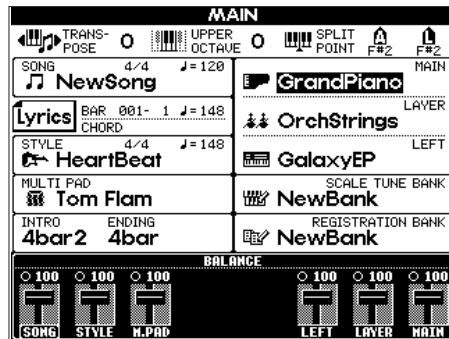 MAIN
TRANS-
POSE 0
UPPER
OCTAVE 0
SPLIT
POINT
A
F#2
L
F#2
SONG 4/4 ♩=120
NewSong
MAIN
GrandPiano
Lyrics
BAR 001- 1 ♩=148
CHORD
LAYER
OrchStrings
STYLE 4/4 ♩=148
HeartBeat
LEFT
GalaxyEP
MULTI PAD
Tom Flam
SCALE TUNE BANK
NewBank
INTRO ENDING
4bar2 4bar
REGISTRATION BANK
NewBank
BALANCE
100 100 100 100 100 100
SONG STYLE M.PAD LEFT LAYER MAIN